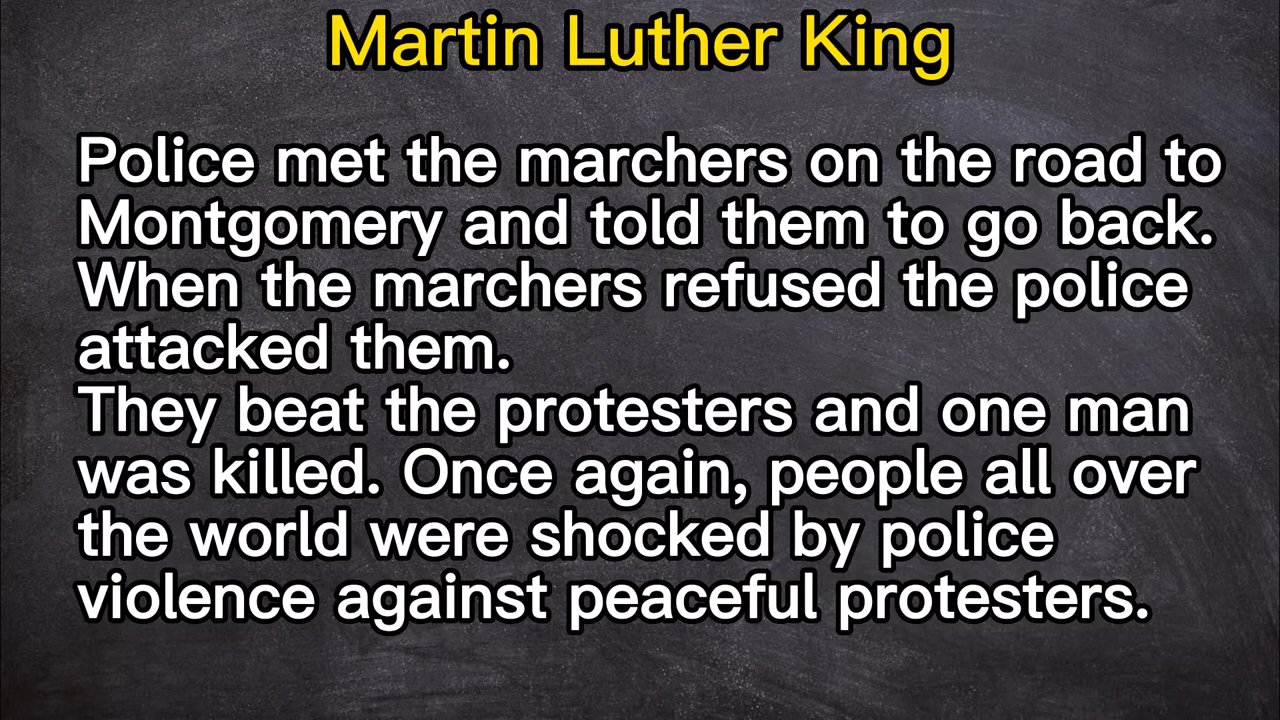 Martin Luther King
Police met the marchers on the road to
Montgomery and told them to go back.
When the marchers refused the police
attacked them.
They beat the protesters and one man
was killed. Once again, people all over
the world were shocked by police
violence against peaceful protesters.